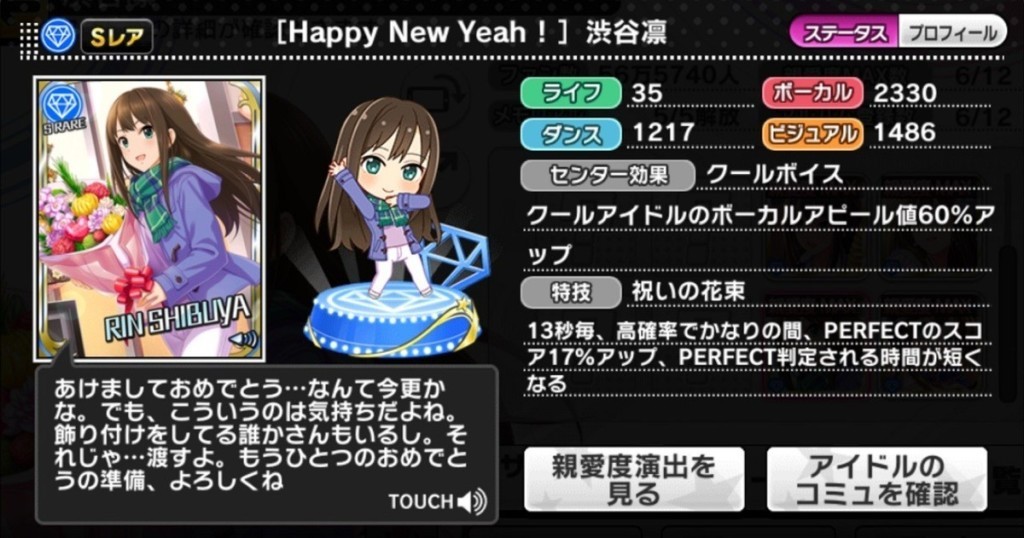 Sレア
[Happy New Yeah！] 渋谷凛
ステータス
プロフィール
S RARE
RIN SHIBUYA
ライフ 35
ボーカル 2330
ダンス 1217
ビジュアル 1486
センター効果 クールボイス
クールアイドルのボーカルアピール値60%ア
ップ
特技 祝いの花束
13秒毎、高確率でかなりの間、PERFECTのスコ
ア17%アップ、PERFECT判定される時間が短く
なる
あけましておめでとう…なんて今更か
な。でも、こういうのは気持ちだよね。
飾り付けをしてる誰かさんもいるし。そ
れじゃ…渡すよ。もうひとつのおめでと
うの準備、よろしくね
TOUCH
親愛度演出を
見る
アイドルの
コミュを確認